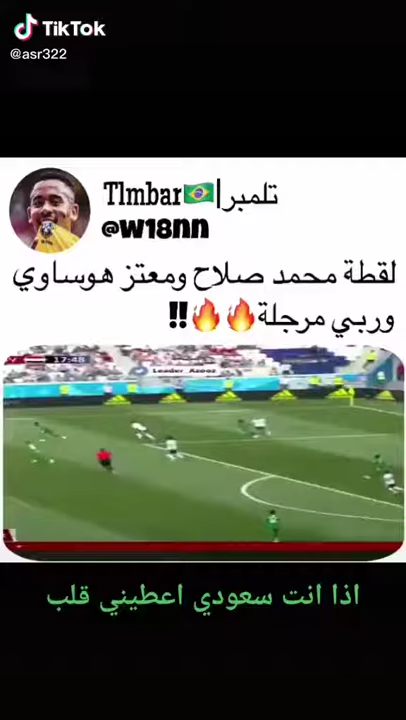 TikTok
@asr322
Tlmbar🇧🇷|تلمبر
@w18nn
لقطة محمد صلاح ومعتز هوساوي
وربي مرجلة🔥🔥!!
17:48
Leader_Azooz
اذا انت سعودي اعطيني قلب